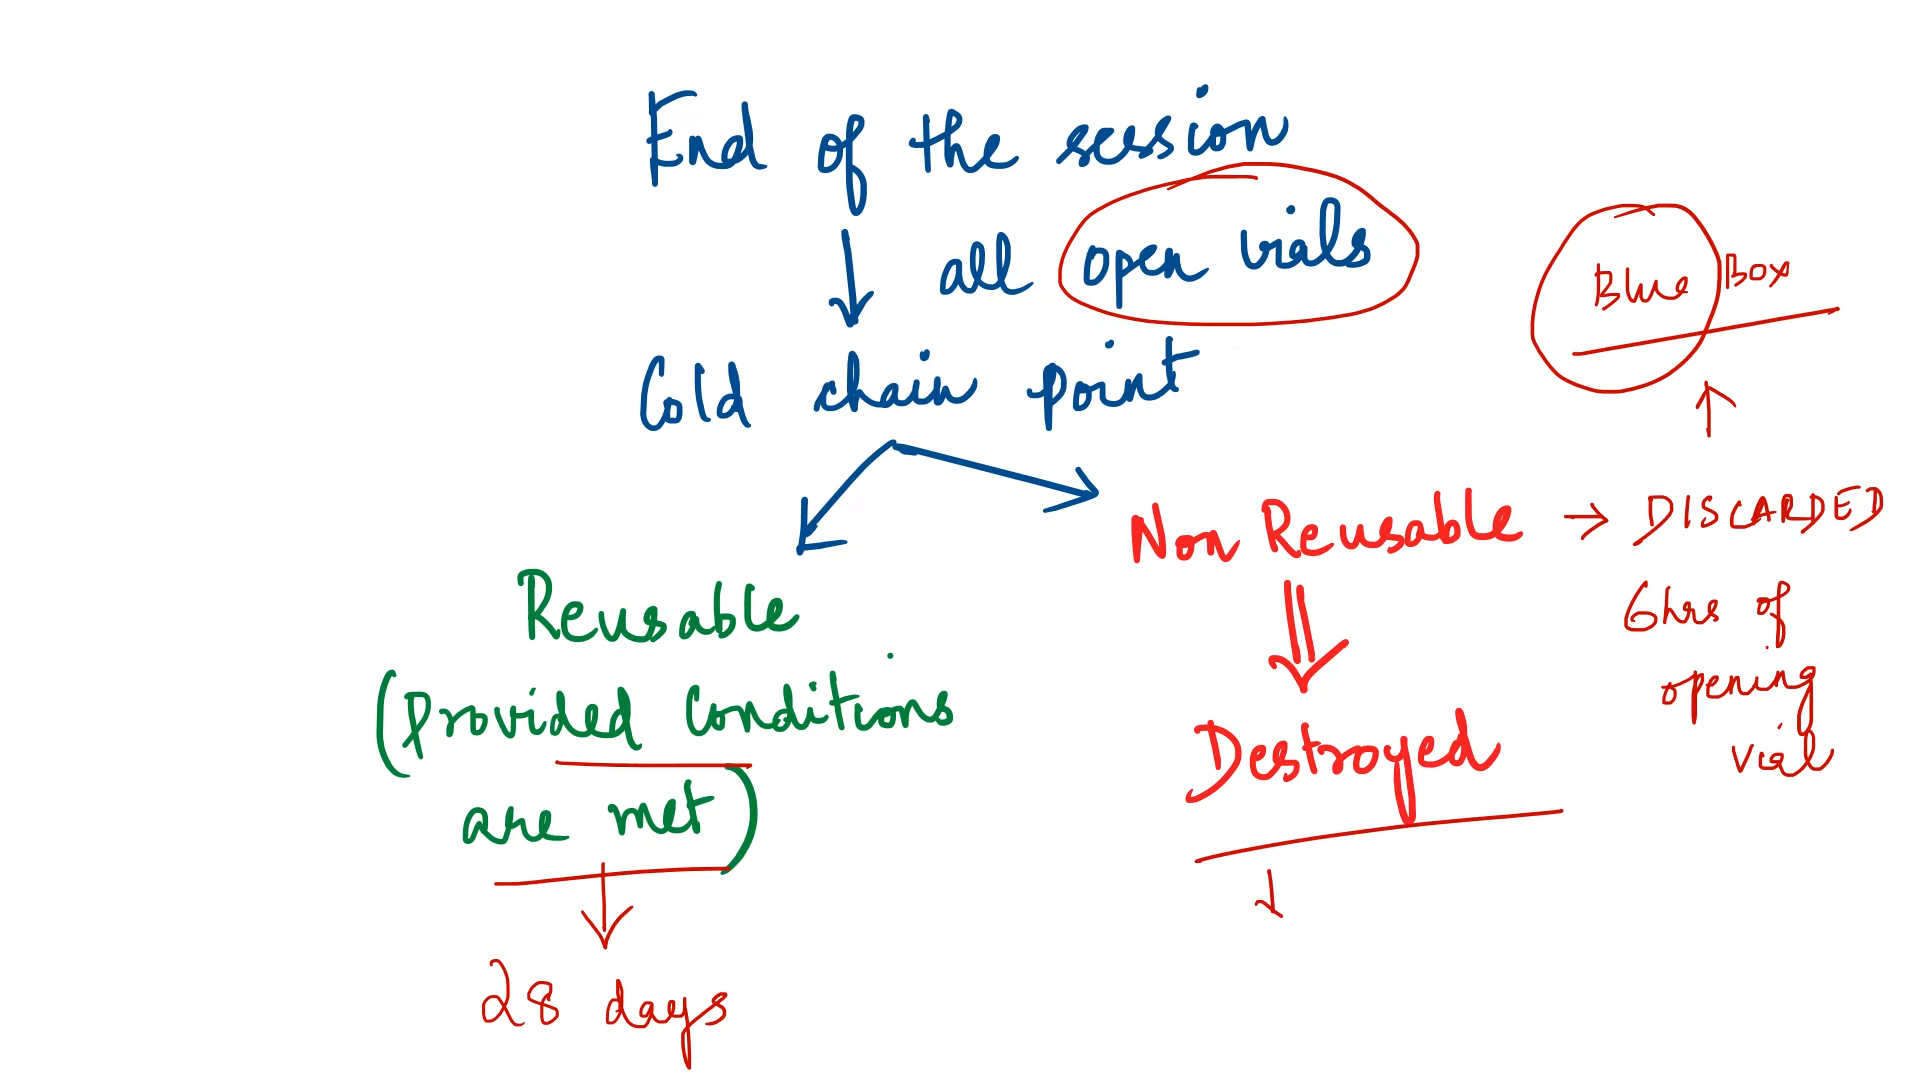 End of the session
all open vials
Blue Box
Cold chain point
Non Reusable → DISCARDED
6hrs of
opening
vial
Reusable
(Provided Conditions
are met)
Destroyed
28 days